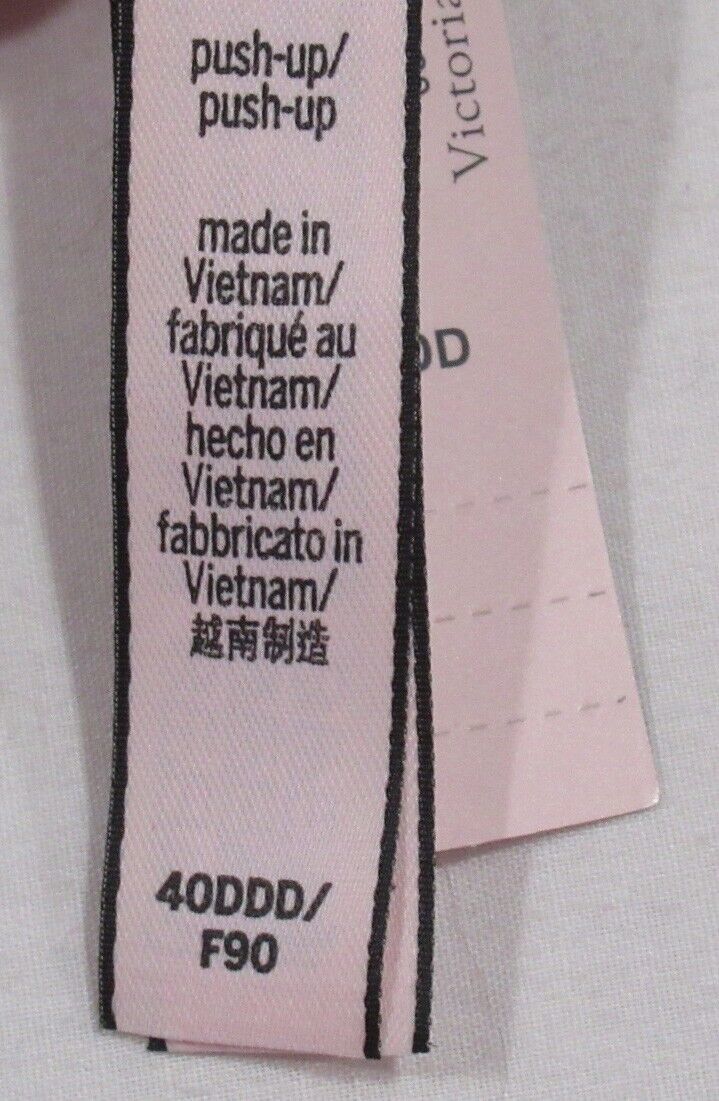 push-up/
push-up
made in
Vietnam/
fabriqué au
Vietnam/
hecho en
Vietnam/
fabbricato in
Vietnam/
越南制造
40DDD/
F90
Victoria
DD